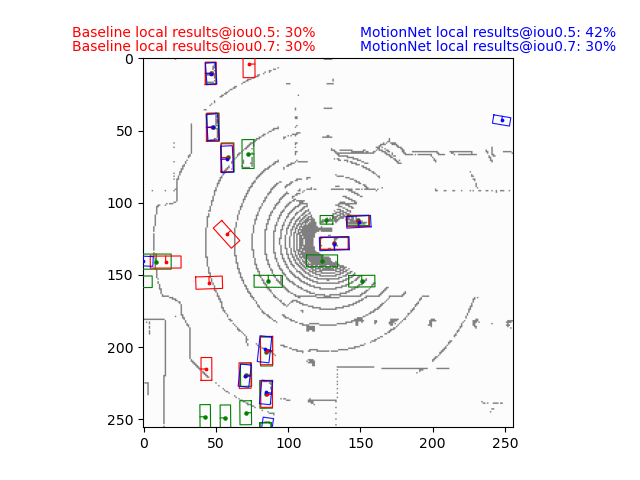 Baseline local results@iou0.5: 30% MotionNet local results@iou0.5: 42%
Baseline local results@iou0.7: 30% MotionNet local results@iou0.7: 30%
0
50
100
150
200
250
0 50 100 150 200 250